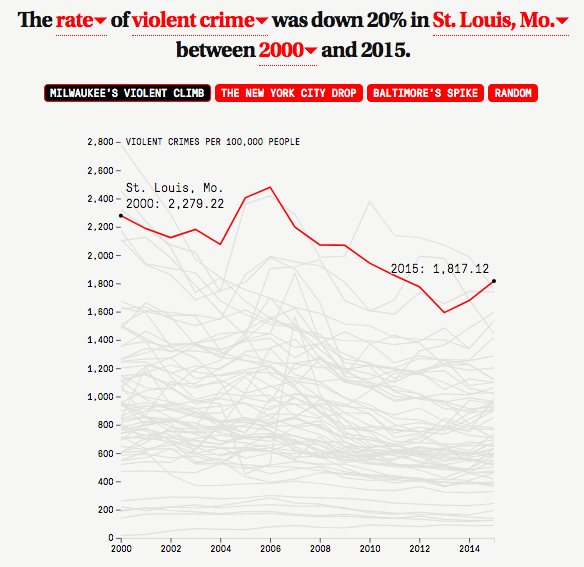 The rate of violent crime was down 20% in St. Louis, Mo.
between 2000 and 2015.
MILWAUKEE'S VIOLENT CLIMB THE NEW YORK CITY DROP BALTIMORE'S SPIKE RANDOM
2,800 VIOLENT CRIMES PER 100,000 PEOPLE
2,600
St. Louis, Mo.
2,400
2000: 2,279.22
2,200
2,000
2015: 1,817.12
1,800
1,600
1,400
1,200
1,000
800
600
400
200
0
2000 2002 2004 2006 2008 2010 2012 2014